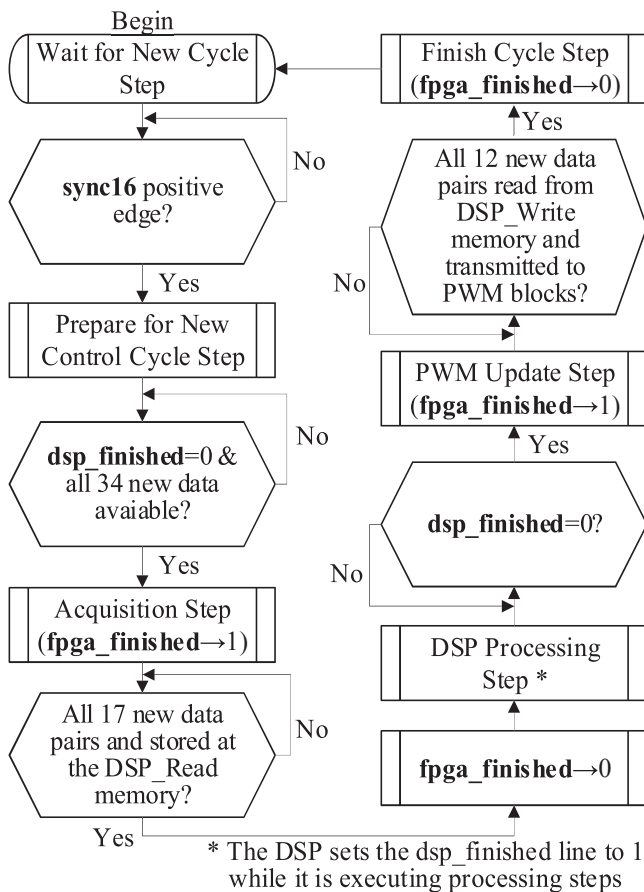 Begin
Wait for New Cycle
Step
No
sync16 positive
edge?
Yes
Prepare for New
Control Cycle Step
No
dsp_finished=0 &
all 34 new data
avaiable?
Yes
Acquisition Step
(fpga_finished→1)
No
All 17 new data
pairs and stored at
the DSP_Read
memory?
Yes
fpga_finished→0
DSP Processing
Step *
No
dsp_finished=0?
Yes
PWM Update Step
(fpga_finished→1)
No
All 12 new data
pairs read from
DSP_Write
memory and
transmitted to
PWM blocks?
Yes
Finish Cycle Step
(fpga_finished→0)
* The DSP sets the dsp_finished line to 1
while it is executing processing steps